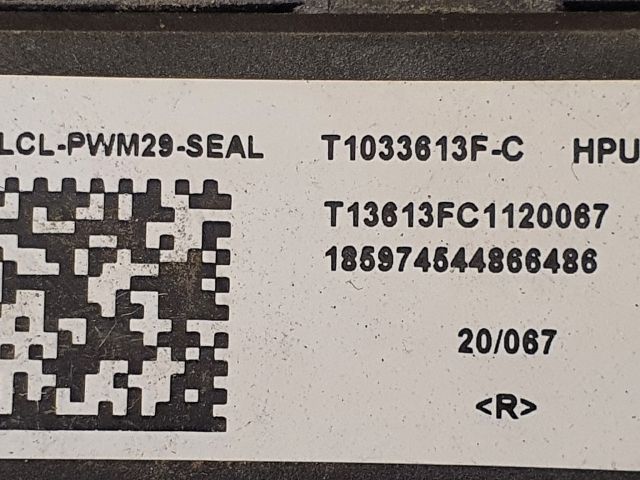 LCL-PWM29-SEAL T1033613F-C HPU
T13613FC1120067
185974544866486
20/067
<R>